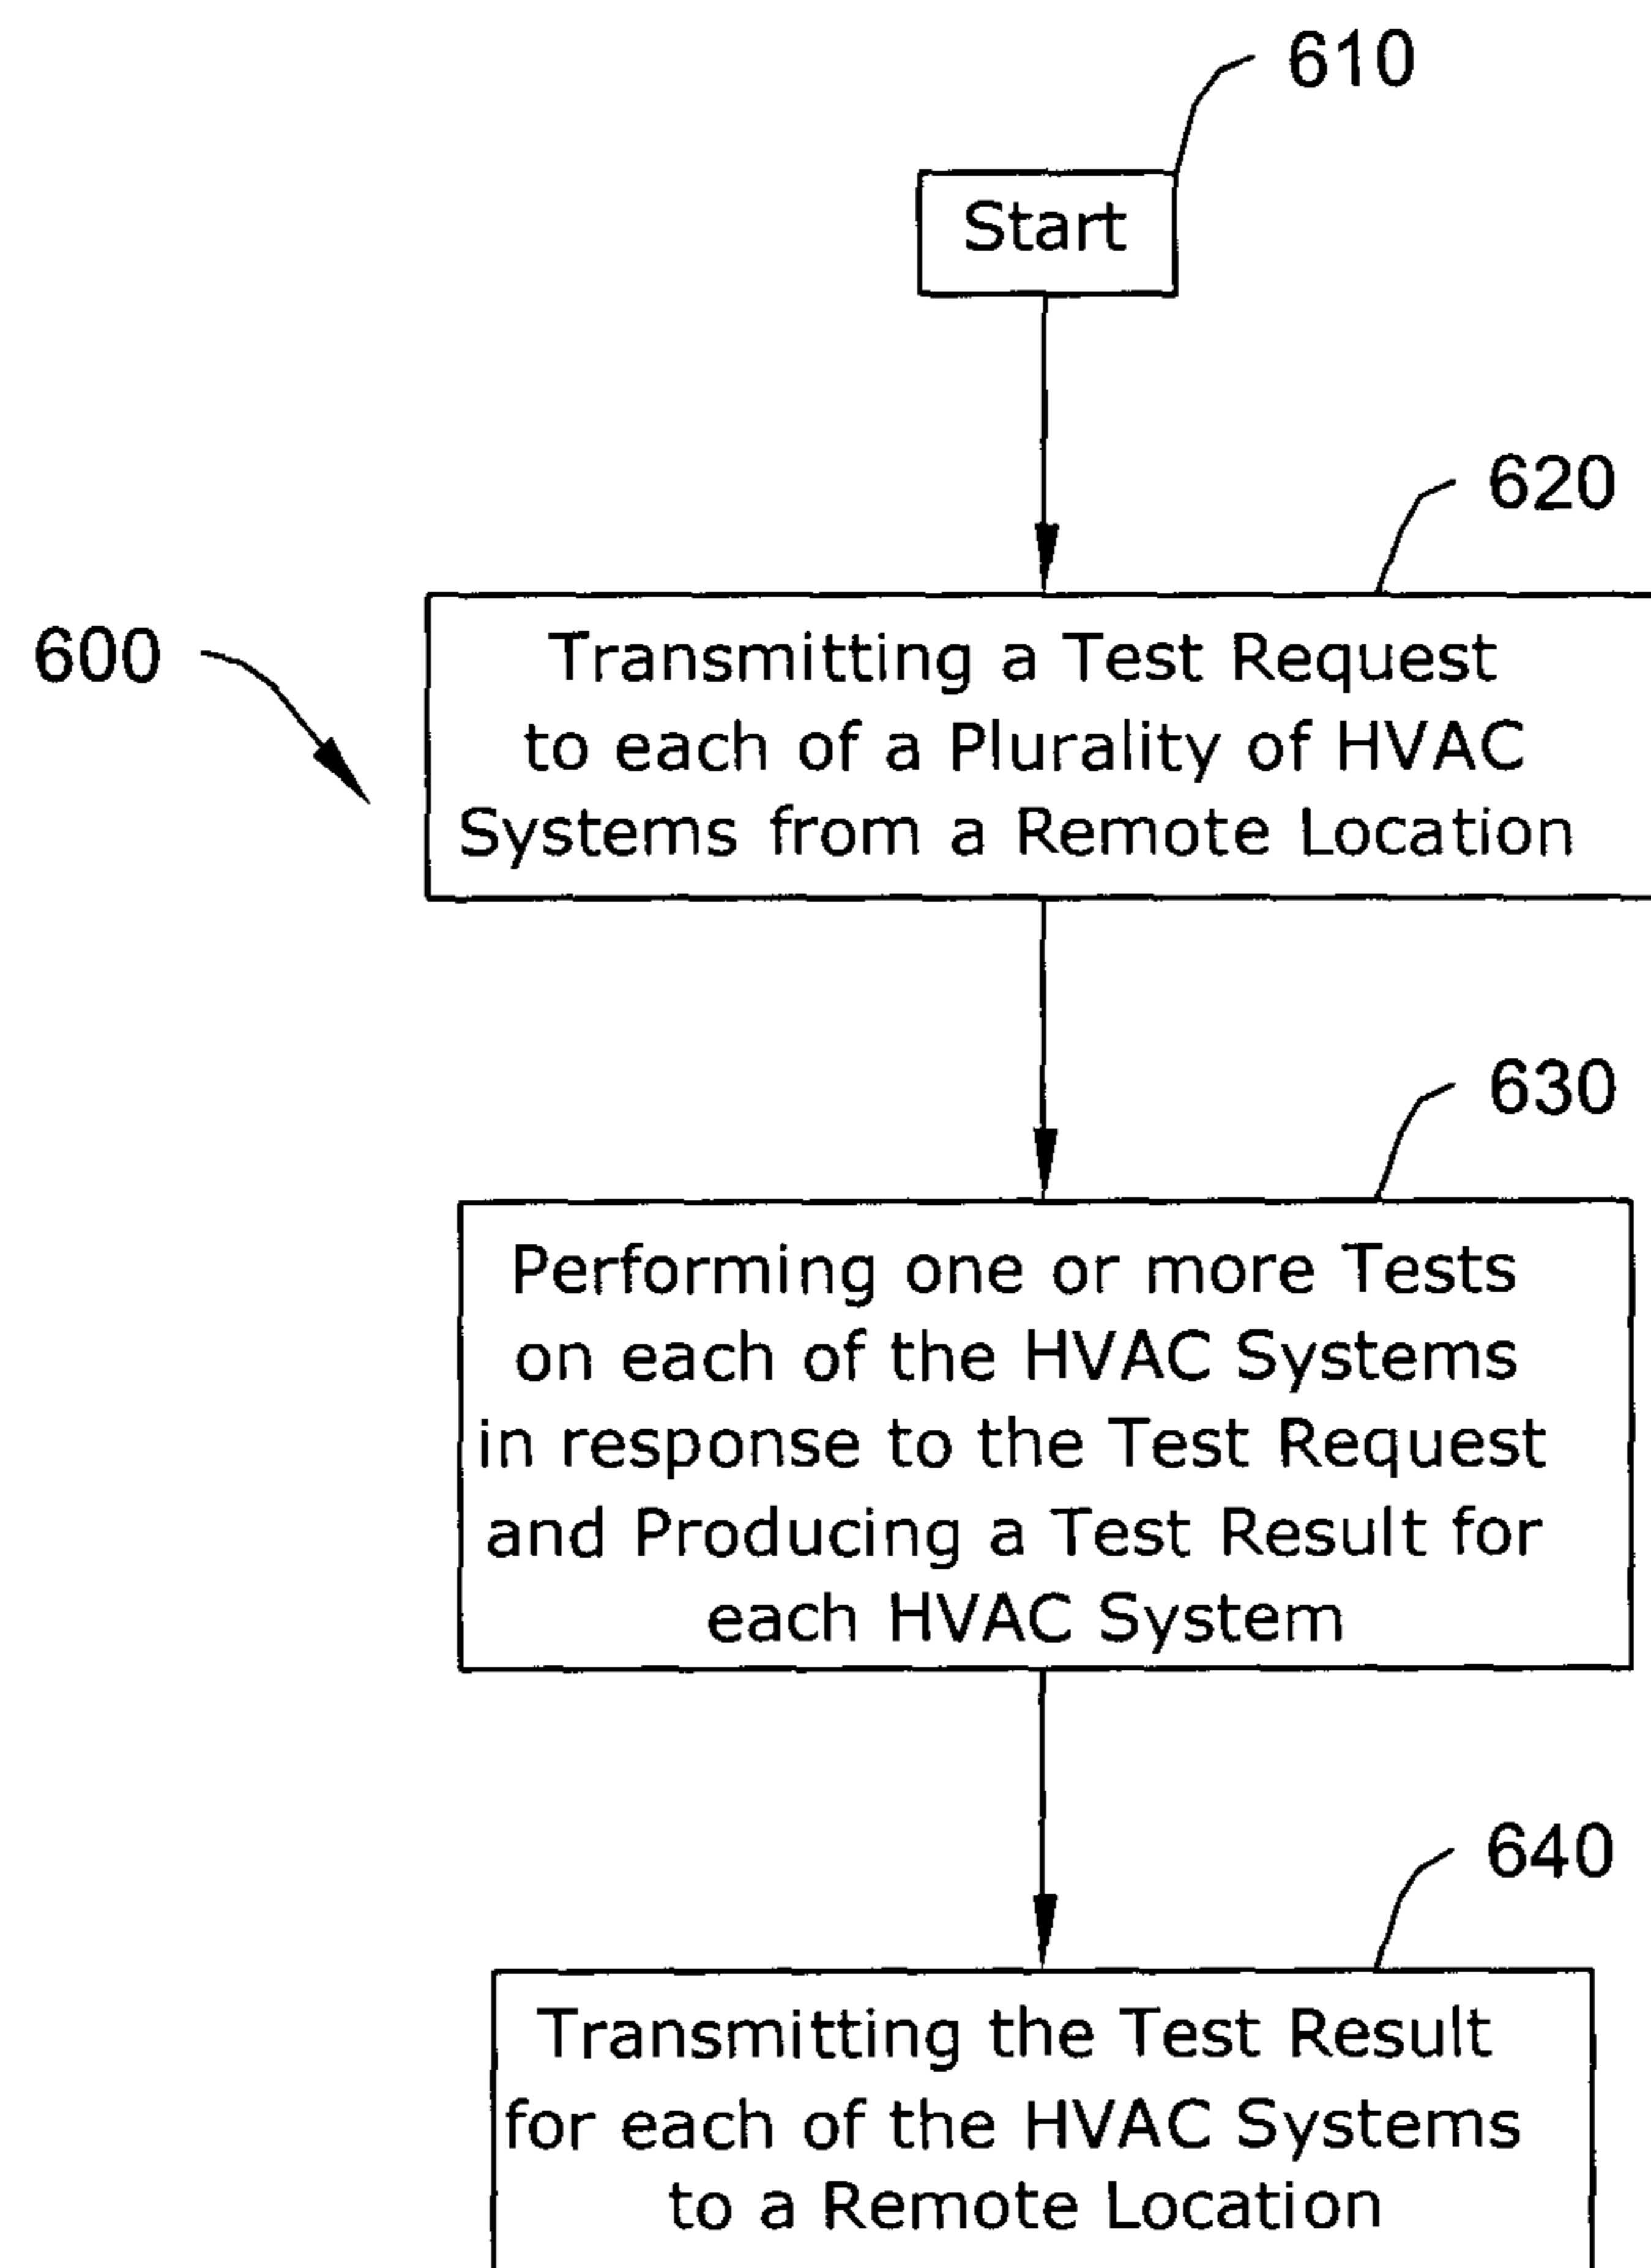 610
Start
620
600
Transmitting a Test Request
to each of a Plurality of HVAC
Systems from a Remote Location
630
Performing one or more Tests
on each of the HVAC Systems
in response to the Test Request
and Producing a Test Result for
each HVAC System
640
Transmitting the Test Result
for each of the HVAC Systems
to a Remote Location